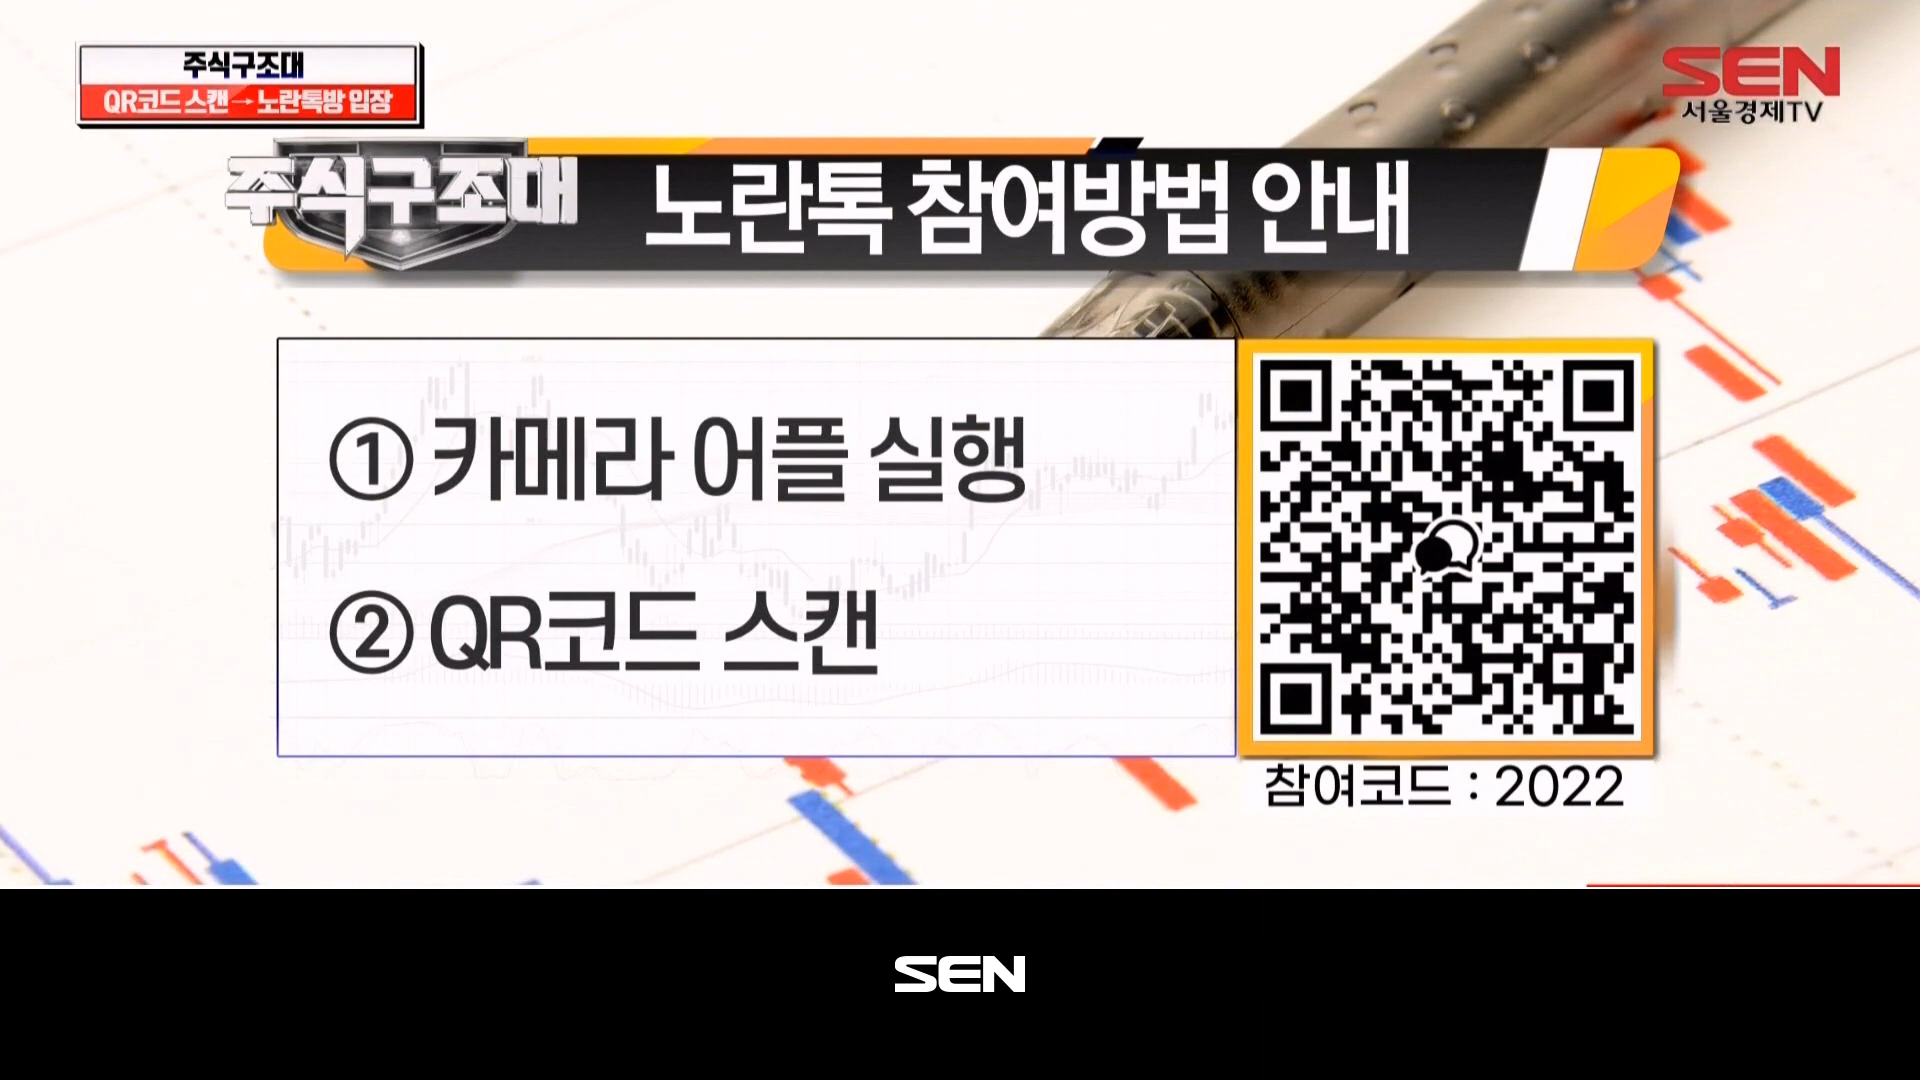 주식구조대
QR코드 스캔→노란톡방 입장
SEN
서울경제TV
주식구조대
노란톡 참여방법 안내
① 카메라 어플 실행
② QR코드 스캔
참여코드 : 2022
SEN